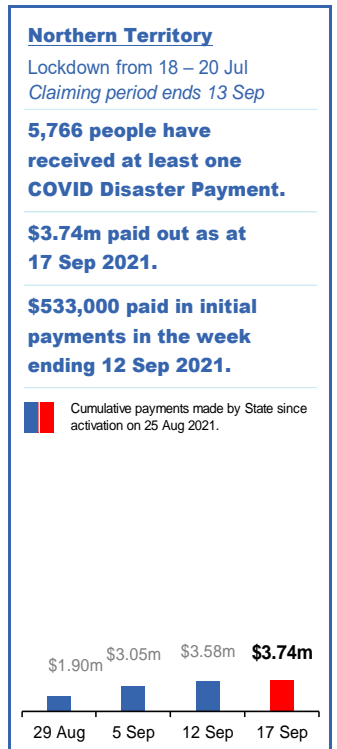 Northern Territory
Lockdown from 18 – 20 Jul
Claiming period ends 13 Sep
5,766 people have
received at least one
COVID Disaster Payment.
$3.74m paid out as at
17 Sep 2021.
$533,000 paid in initial
payments in the week
ending 12 Sep 2021.
Cumulative payments made by State since
activation on 25 Aug 2021.
$1.90m $3.05m $3.58m $3.74m
29 Aug 5 Sep 12 Sep 17 Sep